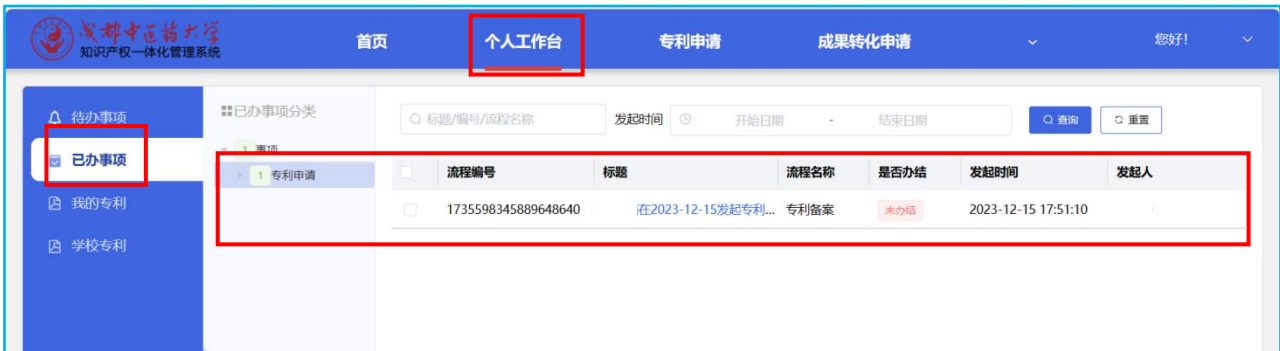 成都中医药大学
知识产权一体化管理系统
首页 个人工作台 专利申请 成果转化申请 您好!
待办事项
已办事项
我的专利
学校专利
已办事项分类
1 事项
1 专利申请
标题/编号/流程名称 发起时间 开始日期 - 结束日期 查询 重置
流程编号 标题 流程名称 是否办结 发起时间 发起人
1735598345889648640 在2023-12-15发起专利... 专利备案 未办结 2023-12-15 17:51:10